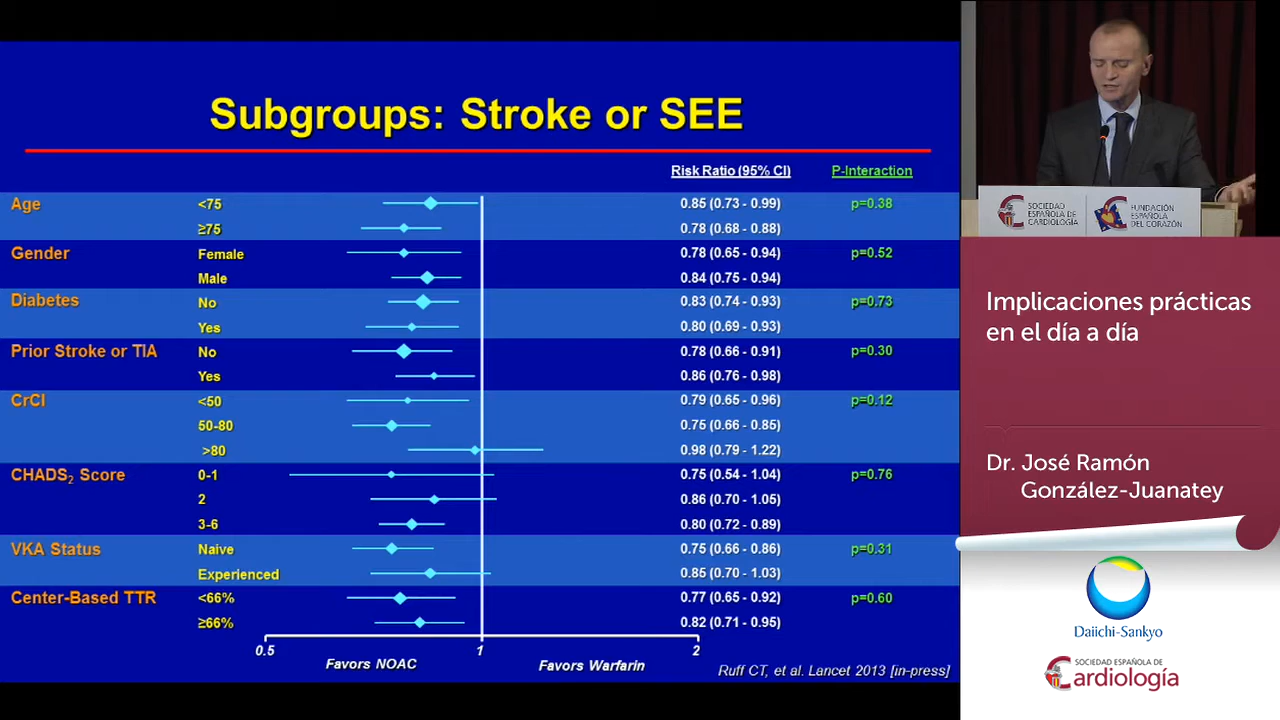 Subgroups: Stroke or SEE
Risk Ratio (95% CI) P-Interaction
Age <75 0.85 (0.73 - 0.99) p=0.38
≥75 0.78 (0.68 - 0.88)
Gender Female 0.78 (0.65 - 0.94) p=0.52
Male 0.84 (0.75 - 0.94)
Diabetes No 0.83 (0.74 - 0.93) p=0.73
Yes 0.80 (0.69 - 0.93)
Prior Stroke or TIA No 0.78 (0.66 - 0.91) p=0.30
Yes 0.86 (0.76 - 0.98)
CrCl <50 0.79 (0.65 - 0.96) p=0.12
50-80 0.75 (0.66 - 0.85)
>80 0.98 (0.79 - 1.22)
CHADS₂ Score 0-1 0.75 (0.54 - 1.04) p=0.76
2 0.86 (0.70 - 1.05)
3-6 0.80 (0.72 - 0.89)
VKA Status Naive 0.75 (0.66 - 0.86) p=0.31
Experienced 0.85 (0.70 - 1.03)
Center-Based TTR <66% 0.77 (0.65 - 0.92) p=0.60
≥66% 0.82 (0.71 - 0.95)
0.5 1 2
Favors NOAC Favors Warfarin
Ruff CT, et al. Lancet 2013 [in-press]
SOCIEDAD
ESPAÑOLA DE
CARDIOLOGÍA
FUNDACIÓN
ESPAÑOLA
DEL CORAZÓN
Implicaciones prácticas
en el día a día
Dr. José Ramón
González-Juanatey
Daiichi-Sankyo
SOCIEDAD ESPAÑOLA DE
Cardiología